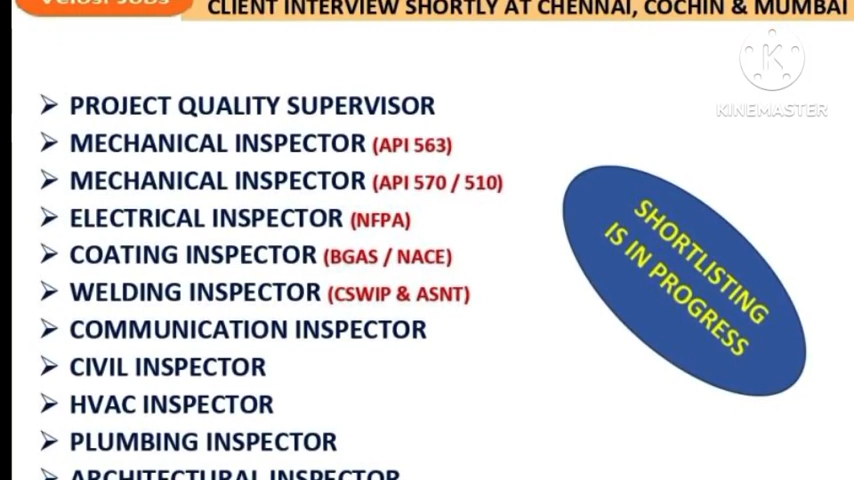 Velosi Jobs
CLIENT INTERVIEW SHORTLY AT CHENNAI, COCHIN & MUMBAI
KINEMASTER
PROJECT QUALITY SUPERVISOR
MECHANICAL INSPECTOR (API 563)
MECHANICAL INSPECTOR (API 570 / 510)
ELECTRICAL INSPECTOR (NFPA)
COATING INSPECTOR (BGAS / NACE)
WELDING INSPECTOR (CSWIP & ASNT)
COMMUNICATION INSPECTOR
CIVIL INSPECTOR
HVAC INSPECTOR
PLUMBING INSPECTOR
ARCHITECTURAL INSPECTOR
SHORTLISTING
IS IN PROGRESS